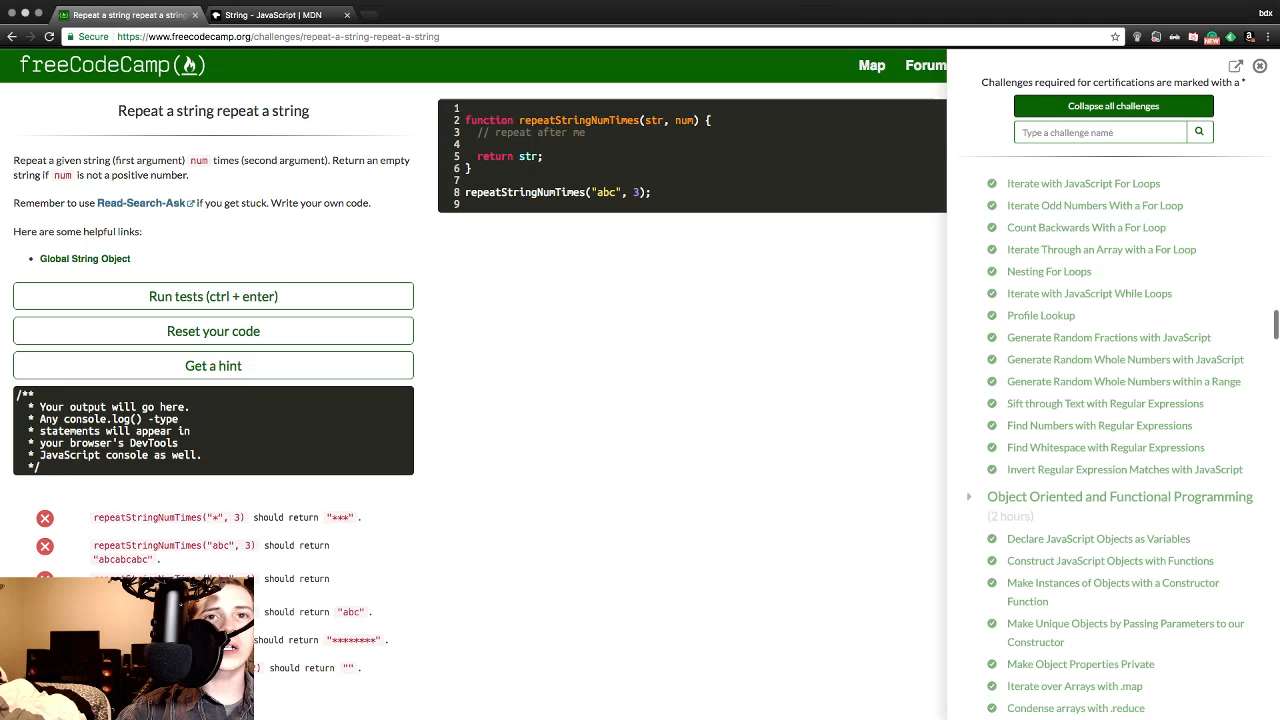 Repeat a string repeat a string
String - JavaScript | MDN
bdx
Secure
https://www.freecodecamp.org/challenges/repeat-a-string-repeat-a-string
NEW
freeCodeCamp
Map
Forum
Repeat a string repeat a string
Repeat a given string (first argument) num times (second argument). Return an empty
string if num is not a positive number.
Remember to use Read-Search-Ask if you get stuck. Write your own code.
Here are some helpful links:
• Global String Object
Run tests (ctrl + enter)
Reset your code
Get a hint
/**
* Your output will go here.
* Any console.log() -type
* statements will appear in
* your browser's DevTools
* JavaScript console as well.
*/
repeatStringNumTimes("*", 3) should return "***".
repeatStringNumTimes("abc", 3) should return
"abcabcabc".
should return
should return "abc".
should return "********".
should return "".
1
2 function repeatStringNumTimes(str, num) {
3 // repeat after me
4
5 return str;
6 }
7
8 repeatStringNumTimes("abc", 3);
9
Challenges required for certifications are marked with a *
Collapse all challenges
Type a challenge name
Iterate with JavaScript For Loops
Iterate Odd Numbers With a For Loop
Count Backwards With a For Loop
Iterate Through an Array with a For Loop
Nesting For Loops
Iterate with JavaScript While Loops
Profile Lookup
Generate Random Fractions with JavaScript
Generate Random Whole Numbers with JavaScript
Generate Random Whole Numbers within a Range
Sift through Text with Regular Expressions
Find Numbers with Regular Expressions
Find Whitespace with Regular Expressions
Invert Regular Expression Matches with JavaScript
Object Oriented and Functional Programming
(2 hours)
Declare JavaScript Objects as Variables
Construct JavaScript Objects with Functions
Make Instances of Objects with a Constructor
Function
Make Unique Objects by Passing Parameters to our
Constructor
Make Object Properties Private
Iterate over Arrays with .map
Condense arrays with .reduce